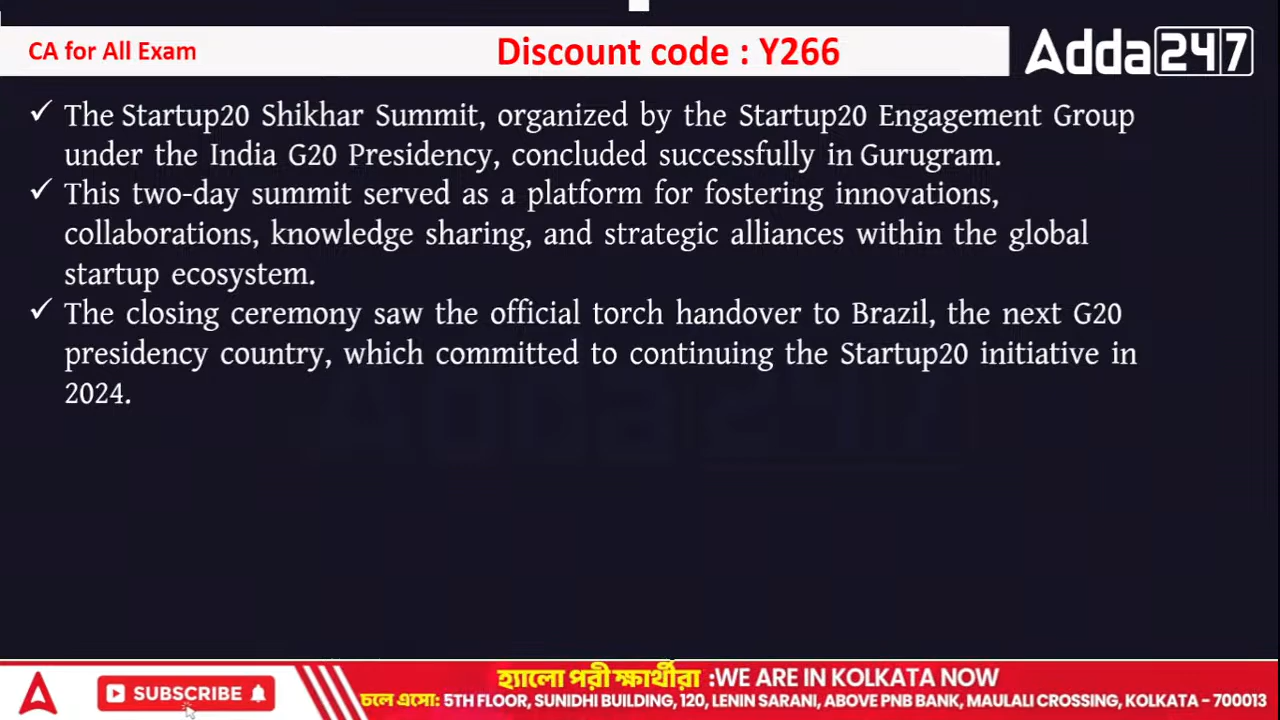 CA for All Exam
Discount code : Y266
Adda247
✓ The Startup20 Shikhar Summit, organized by the Startup20 Engagement Group
under the India G20 Presidency, concluded successfully in Gurugram.
✓ This two-day summit served as a platform for fostering innovations,
collaborations, knowledge sharing, and strategic alliances within the global
startup ecosystem.
✓ The closing ceremony saw the official torch handover to Brazil, the next G20
presidency country, which committed to continuing the Startup20 initiative in
2024.
SUBSCRIBE
হ্যালো পরীক্ষার্থীরা :WE ARE IN KOLKATA NOW
চলে এসো: 5TH FLOOR, SUNIDHI BUILDING, 120, LENIN SARANI, ABOVE PNB BANK, MAULALI CROSSING, KOLKATA - 700013